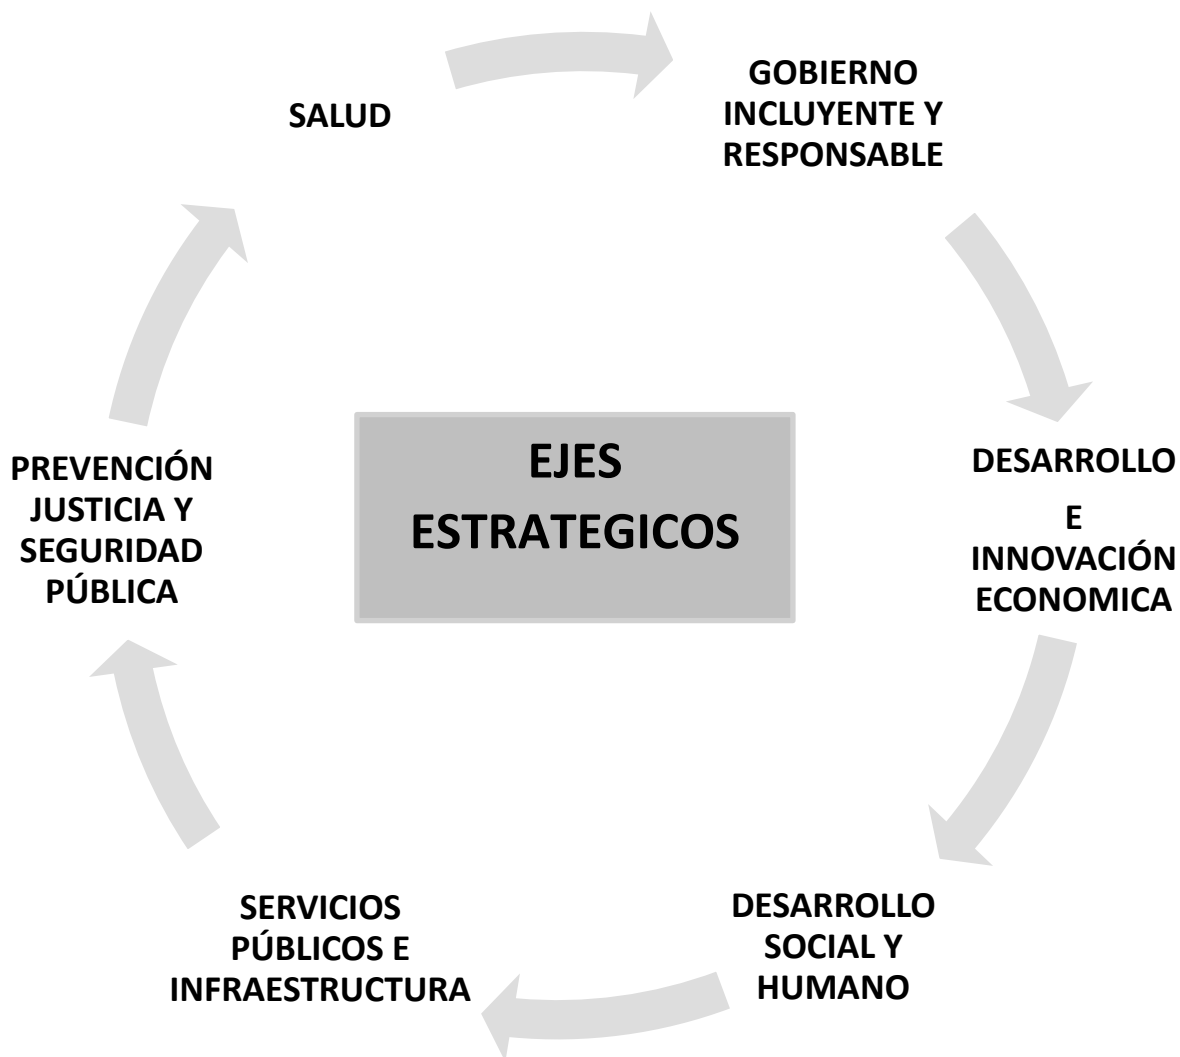 SALUD
GOBIERNO
INCLUYENTE Y
RESPONSABLE
DESARROLLO
E
INNOVACIÓN
ECONOMICA
DESARROLLO
SOCIAL Y
HUMANO
SERVICIOS
PÚBLICOS E
INFRAESTRUCTURA
PREVENCIÓN
JUSTICIA Y
SEGURIDAD
PÚBLICA
EJES
ESTRATEGICOS